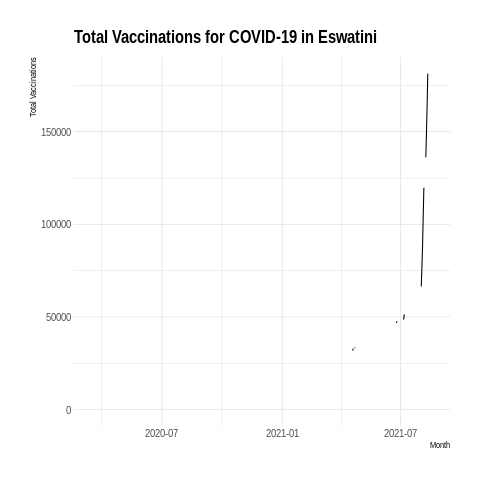 Total Vaccinations for COVID-19 in Eswatini
Total Vaccinations
150000
100000
50000
0
2020-07 2021-01 2021-07
Month